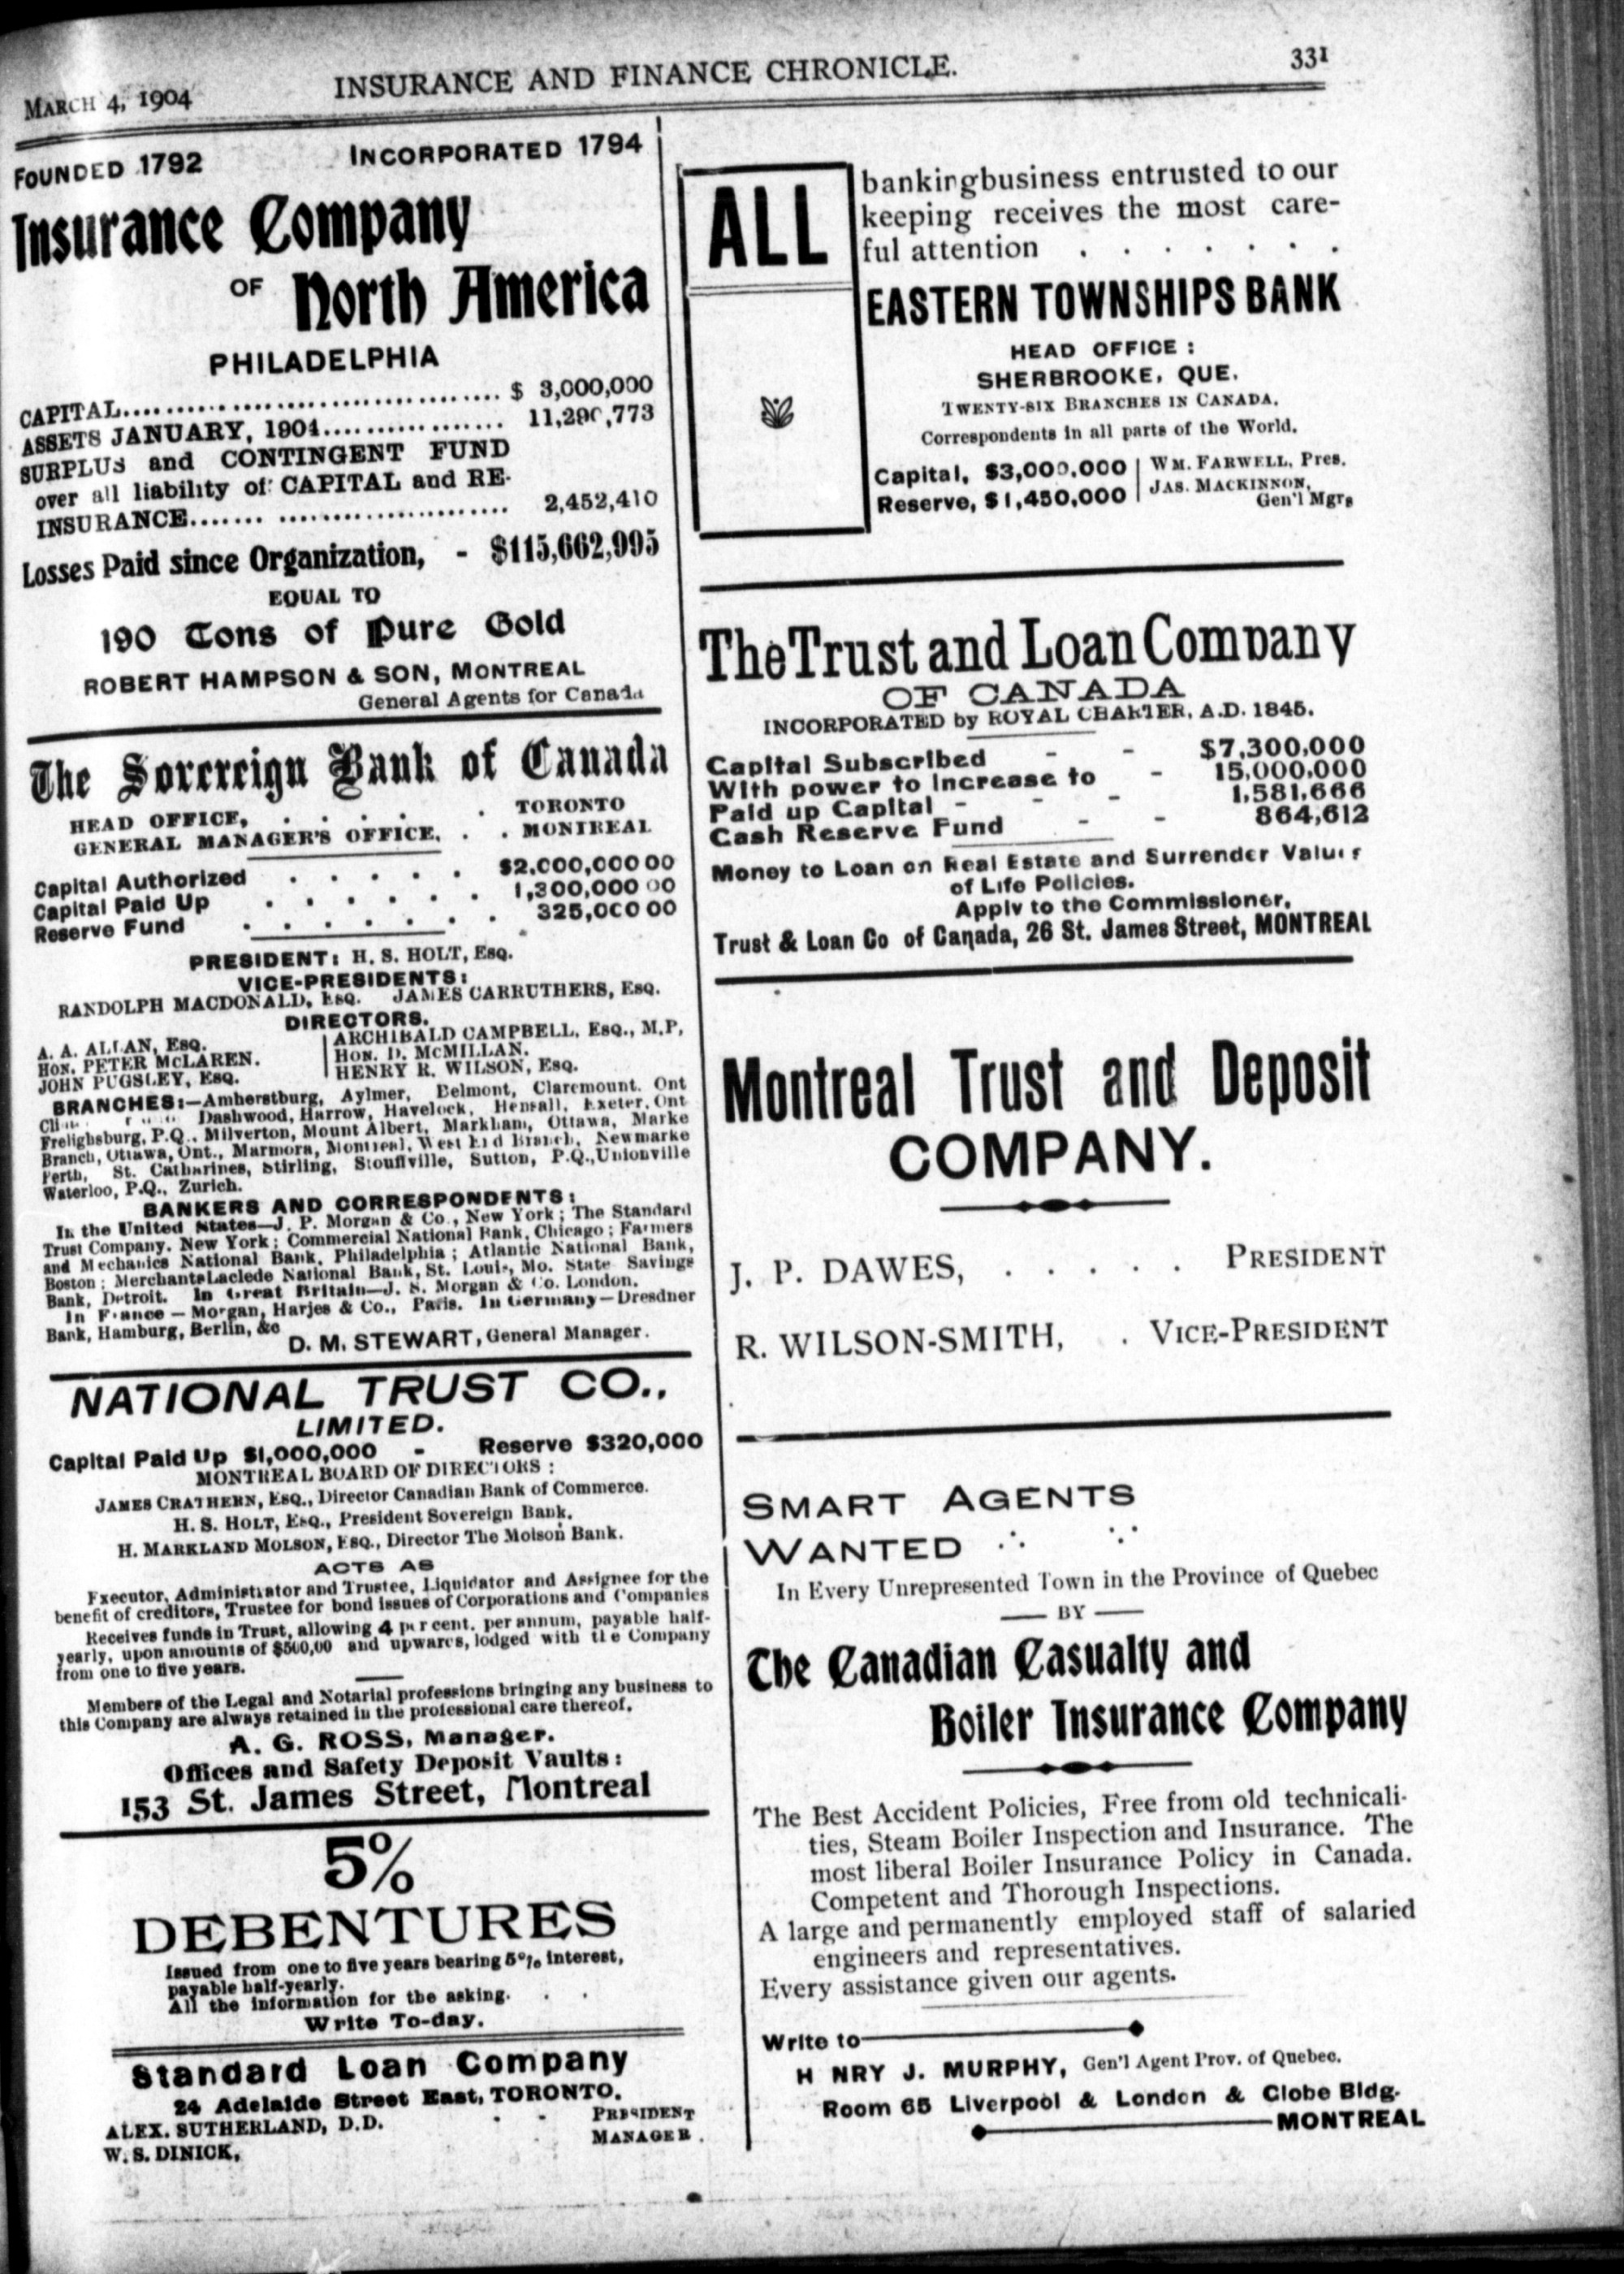 MARCH 4, 1904
INSURANCE AND FINANCE CHRONICLE.
331
FOUNDED 1792
INCORPORATED 1794
Insurance Company
OF North America
PHILADELPHIA
CAPITAL................................ $ 3,000,000
ASSETS JANUARY, 1904................ 11,290,773
SURPLUS and CONTINGENT FUND
over all liability of CAPITAL and RE-
INSURANCE....... ...................... 2,452,410
Losses Paid since Organization, - $115,662,995
EQUAL TO
190 Tons of Pure Gold
ROBERT HAMPSON & SON, MONTREAL
General Agents for Canada
The Sovereign Bank of Canada
HEAD OFFICE, . . . . . TORONTO
GENERAL MANAGER'S OFFICE, . . MONTREAL
Capital Authorized . . . . . $2,000,000 00
Capital Paid Up . . . . . . 1,300,000 00
Reserve Fund . . . . . . . 325,000 00
PRESIDENT: H. S. HOLT, ESQ.
VICE-PRESIDENTS:
RANDOLPH MACDONALD, ESQ. JAMES CARRUTHERS, ESQ.
DIRECTORS.
A. A. ALLAN, ESQ.
HON. PETER McLAREN.
JOHN PUGSLEY, ESQ.
ARCHIBALD CAMPBELL, ESQ., M.P,
HON. D. McMILLAN.
HENRY R. WILSON, ESQ.
BRANCHES:—Amherstburg, Aylmer, Belmont, Claremount. Ont
Dashwood, Harrow, Havelock, Hensall, Exeter, Ont
Frelighsburg, P.Q., Milverton, Mount Albert, Markham, Ottawa, Marke
Branch, Ottawa, Ont., Marmora, Montreal, West End Branch, Newmarke
Perth, St. Catharines, Stirling, Stouffville, Sutton, P.Q.,Unionville
Waterloo, P.Q., Zurich.
BANKERS AND CORRESPONDENTS:
In the United States—J. P. Morgan & Co., New York; The Standard
Trust Company, New York; Commercial National Bank, Chicago; Farmers
and Mechanics National Bank, Philadelphia; Atlantic National Bank,
Boston; Merchants Laclede National Bank, St. Louis, Mo. State Savings
Bank, Detroit. In Great Britain—J. S. Morgan & Co. London.
In France—Morgan, Harjes & Co., Paris. In Germany—Dresdner
Bank, Hamburg, Berlin, &c
D. M. STEWART, General Manager.
NATIONAL TRUST CO.,
LIMITED.
Capital Paid Up $1,000,000 - Reserve $320,000
MONTREAL BOARD OF DIRECTORS:
JAMES CRATHERN, ESQ., Director Canadian Bank of Commerce.
H. S. HOLT, ESQ., President Sovereign Bank.
H. MARKLAND MOLSON, ESQ., Director The Molson Bank.
ACTS AS
Executor, Administrator and Trustee, Liquidator and Assignee for the
benefit of creditors, Trustee for bond issues of Corporations and Companies
Receives funds in Trust, allowing 4 per cent. per annum, payable half-
yearly, upon amounts of $500,00 and upwards, lodged with the Company
from one to five years.
Members of the Legal and Notarial professions bringing any business to
this Company are always retained in the professional care thereof.
A. G. ROSS, Manager.
Offices and Safety Deposit Vaults:
153 St. James Street, Montreal
5%
DEBENTURES
Issued from one to five years bearing 5% interest,
payable half-yearly.
All the information for the asking. . .
Write To-day.
Standard Loan Company
24 Adelaide Street East, TORONTO.
ALEX. SUTHERLAND, D.D. - - PRESIDENT
W. S. DINICK, MANAGER.
ALL
banking business entrusted to our
keeping receives the most care-
ful attention . . . . . . .
EASTERN TOWNSHIPS BANK
HEAD OFFICE:
SHERBROOKE, QUE.
TWENTY-SIX BRANCHES IN CANADA.
Correspondents in all parts of the World.
Capital, $3,000,000
Reserve, $1,450,000
WM. FARWELL, Pres.
JAS. MACKINNON,
Gen'l Mgr,
The Trust and Loan Company
OF CANADA
INCORPORATED by ROYAL CHARTER, A.D. 1845.
Capital Subscribed - - $7,300,000
With power to increase to - 15,000,000
Paid up Capital - - - 1,581,666
Cash Reserve Fund - - 864,612
Money to Loan on Real Estate and Surrender Values
of Life Policies.
Apply to the Commissioner,
Trust & Loan Co of Canada, 26 St. James Street, MONTREAL
Montreal Trust and Deposit
COMPANY.
J. P. DAWES, . . . . . PRESIDENT
R. WILSON-SMITH, . VICE-PRESIDENT
SMART AGENTS
WANTED
In Every Unrepresented Town in the Province of Quebec
— BY —
The Canadian Casualty and
Boiler Insurance Company
The Best Accident Policies, Free from old technicali-
ties, Steam Boiler Inspection and Insurance. The
most liberal Boiler Insurance Policy in Canada.
Competent and Thorough Inspections.
A large and permanently employed staff of salaried
engineers and representatives.
Every assistance given our agents.
Write to
H NRY J. MURPHY, Gen'l Agent Prov. of Quebec.
Room 65 Liverpool & London & Globe Bldg.
MONTREAL